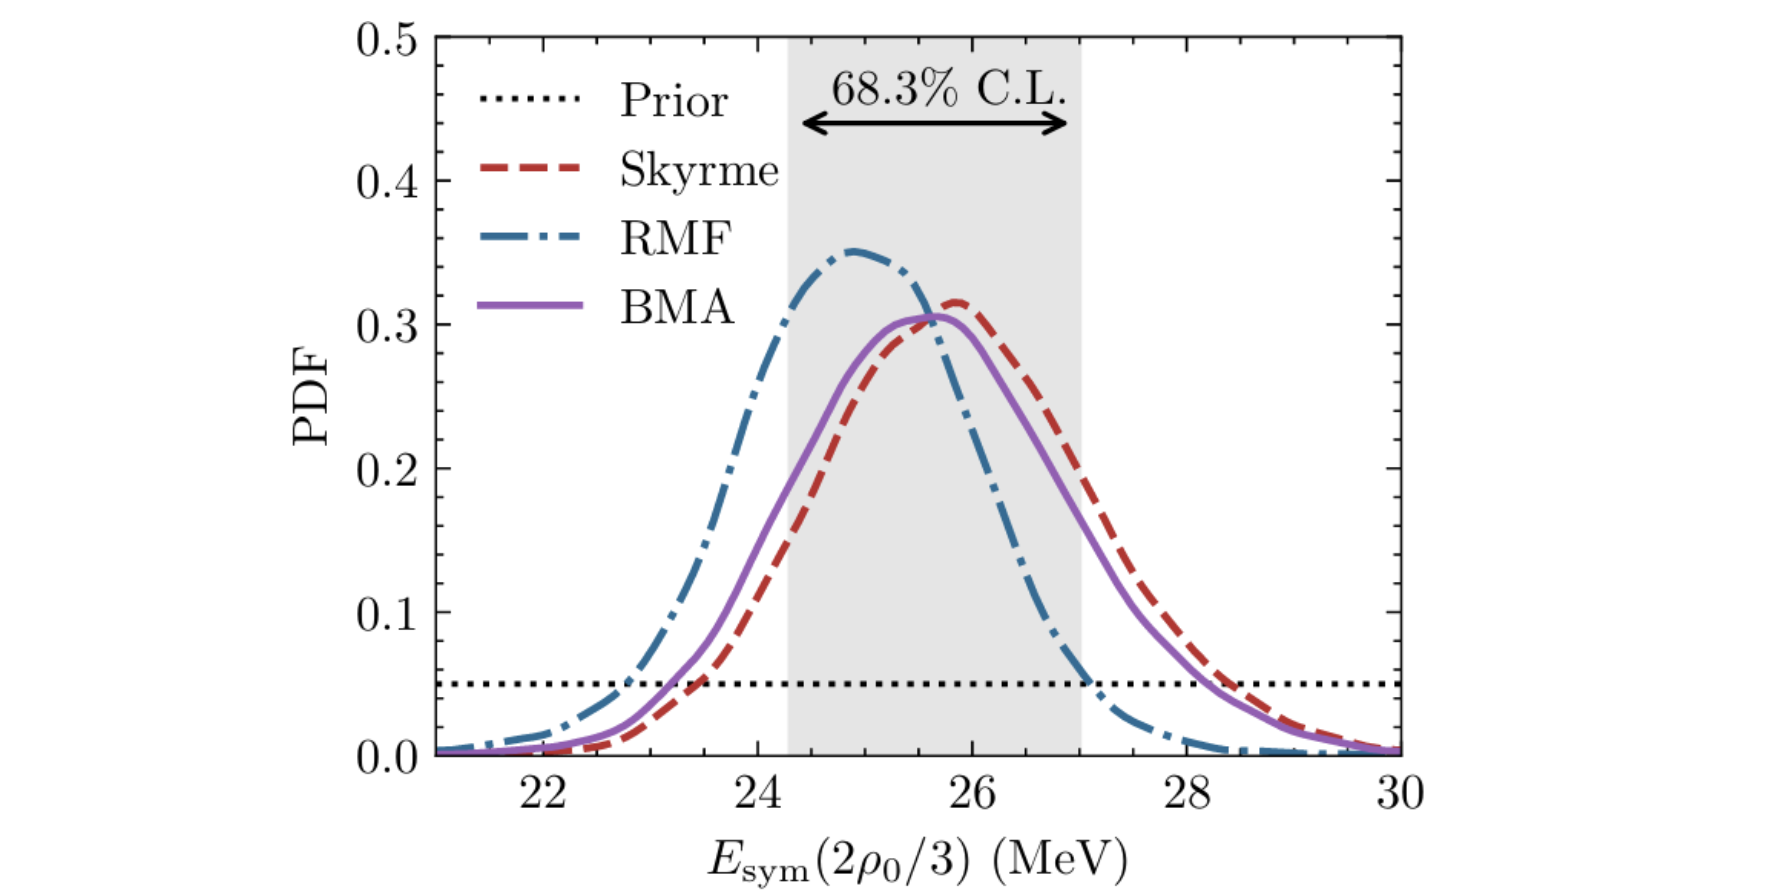 0.5
0.4
0.3
0.2
0.1
0.0
PDF
68.3% C.L.
Prior
Skyrme
RMF
BMA
22 24 26 28 30
E_sym(2ρ₀/3) (MeV)